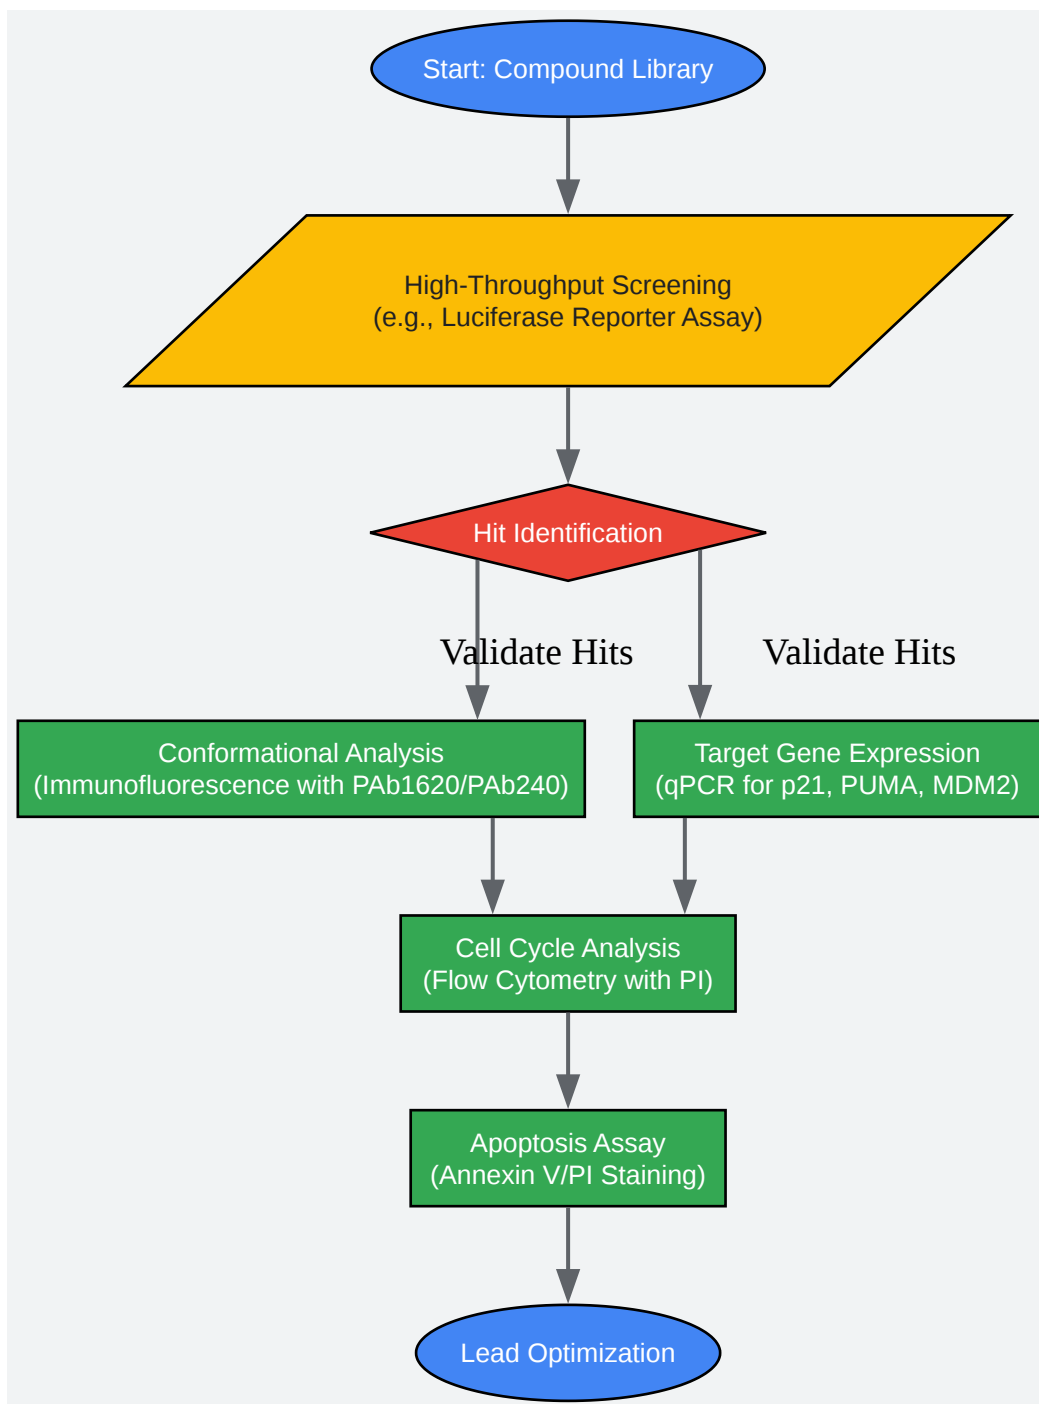 Start: Compound Library
High-Throughput Screening
(e.g., Luciferase Reporter Assay)
Hit Identification
Validate Hits
Validate Hits
Conformational Analysis
(Immunofluorescence with PAb1620/PAb240)
Target Gene Expression
(qPCR for p21, PUMA, MDM2)
Cell Cycle Analysis
(Flow Cytometry with PI)
Apoptosis Assay
(Annexin V/PI Staining)
Lead Optimization